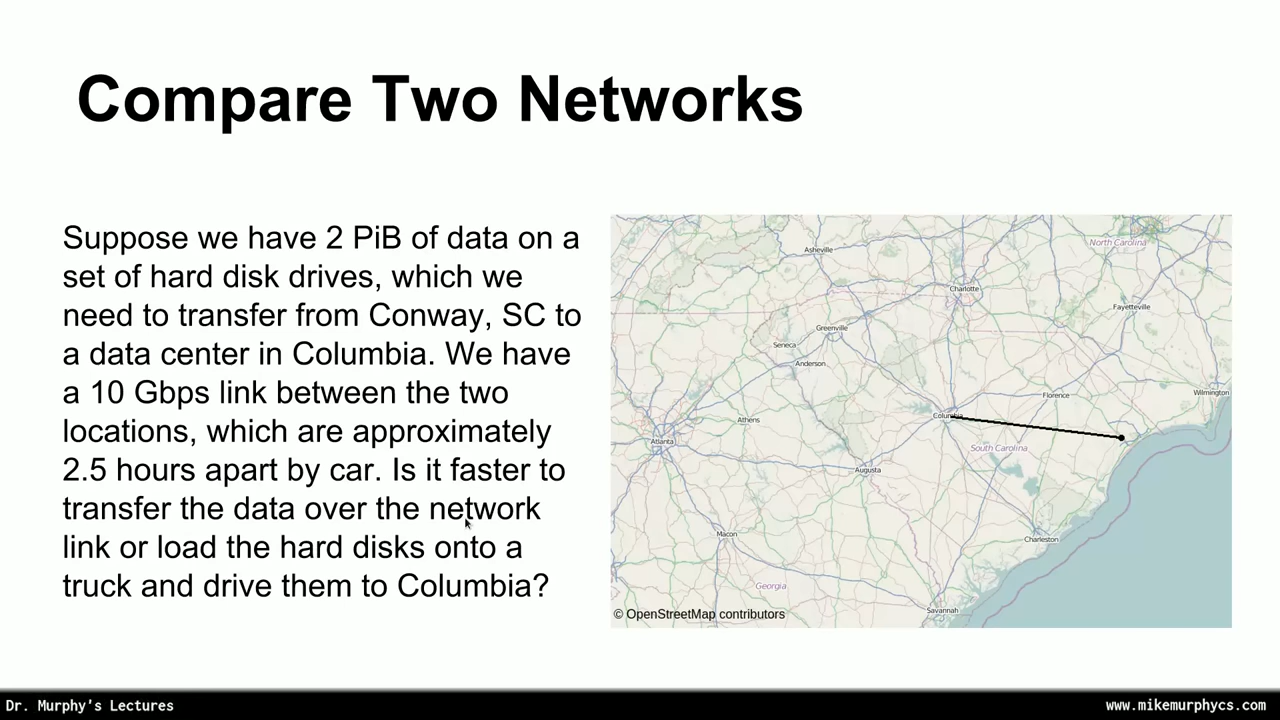 Compare Two Networks
Suppose we have 2 PiB of data on a
set of hard disk drives, which we
need to transfer from Conway, SC to
a data center in Columbia. We have
a 10 Gbps link between the two
locations, which are approximately
2.5 hours apart by car. Is it faster to
transfer the data over the network
link or load the hard disks onto a
truck and drive them to Columbia?
North Carolina
Asheville
Charlotte
Fayetteville
Greenville
Seneca
Anderson
Wilmington
Florence
Columbia
Athens
Atlanta
South Carolina
Augusta
Macon
Charleston
Georgia
Savannah
© OpenStreetMap contributors
Dr. Murphy's Lectures
www.mikemurphycs.com